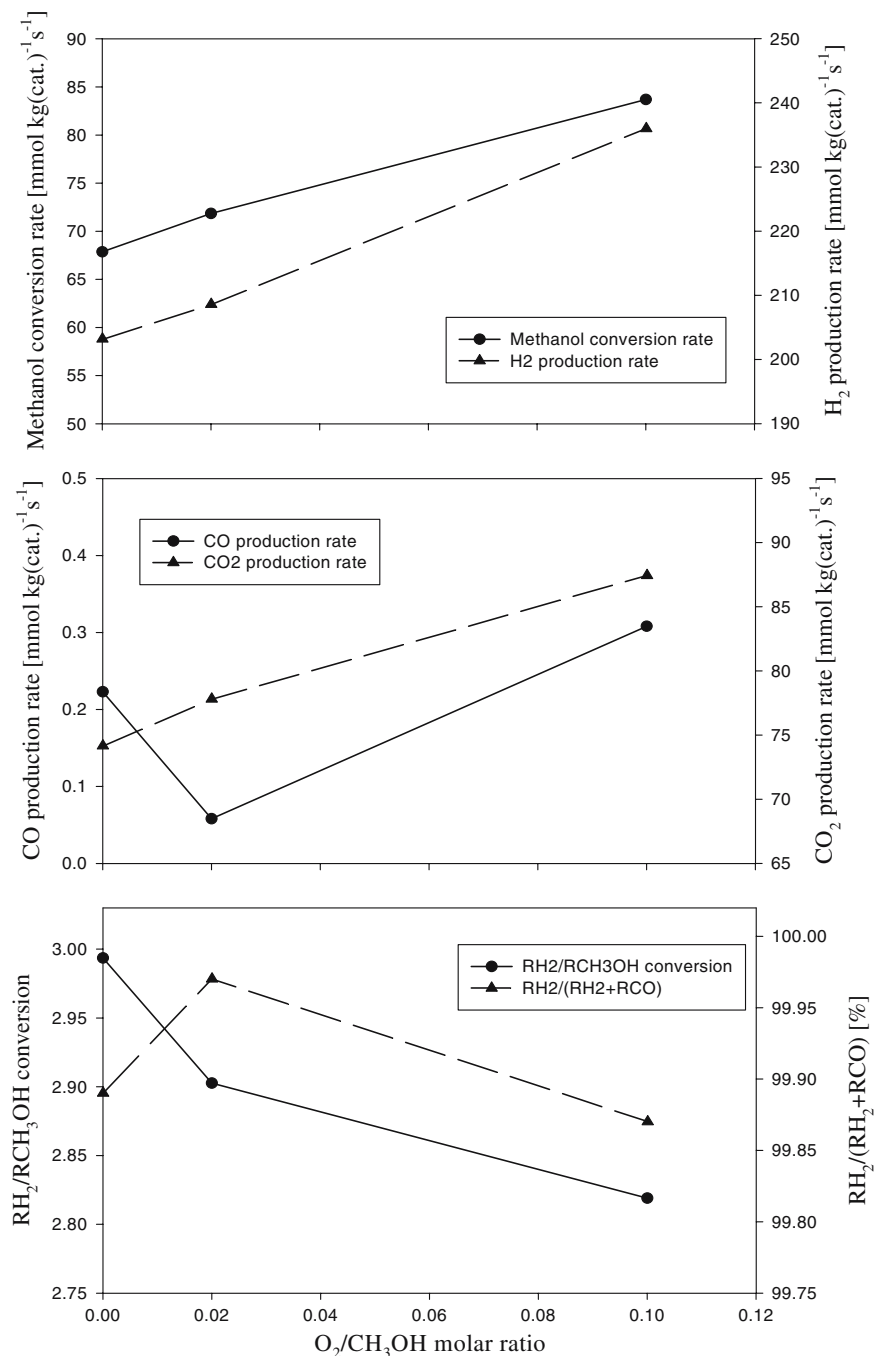 Methanol conversion rate [mmol kg(cat.)⁻¹s⁻¹]
90
85
80
75
70
65
60
55
50
250
240
230
220
210
200
190
H₂ production rate [mmol kg(cat.)⁻¹s⁻¹]
Methanol conversion rate
H2 production rate
CO production rate [mmol kg(cat.)⁻¹s⁻¹]
0.5
0.4
0.3
0.2
0.1
0.0
95
90
85
80
75
70
65
CO₂ production rate [mmol kg(cat.)⁻¹s⁻¹]
CO production rate
CO2 production rate
RH₂/RCH₃OH conversion
3.00
2.95
2.90
2.85
2.80
2.75
100.00
99.95
99.90
99.85
99.80
99.75
RH₂/(RH₂+RCO) [%]
RH2/RCH3OH conversion
RH2/(RH2+RCO)
0.00 0.02 0.04 0.06 0.08 0.10 0.12
O₂/CH₃OH molar ratio